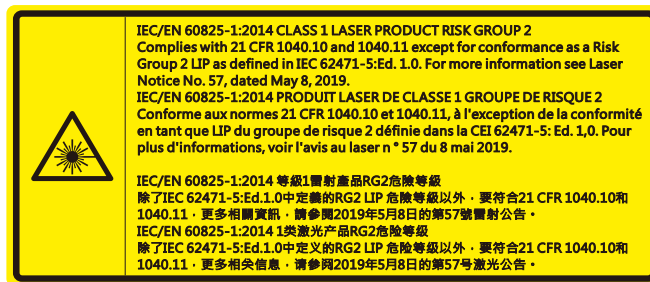 IEC/EN 60825-1:2014 CLASS 1 LASER PRODUCT RISK GROUP 2
Complies with 21 CFR 1040.10 and 1040.11 except for conformance as a Risk
Group 2 LIP as defined in IEC 62471-5:Ed. 1.0. For more information see Laser
Notice No. 57, dated May 8, 2019.
IEC/EN 60825-1:2014 PRODUIT LASER DE CLASSE 1 GROUPE DE RISQUE 2
Conforme aux normes 21 CFR 1040.10 et 1040.11, à l'exception de la conformité
en tant que LIP du groupe de risque 2 définie dans la CEI 62471-5: Ed. 1,0. Pour
plus d'informations, voir l'avis au laser n ° 57 du 8 mai 2019.
IEC/EN 60825-1:2014 等級1雷射產品RG2危險等級
除了IEC 62471-5:Ed.1.0中定義的RG2 LIP 危險等級以外，要符合21 CFR 1040.10和
1040.11，更多相關資訊，請參閱2019年5月8日的第57號雷射公告。
IEC/EN 60825-1:2014 1类激光产品RG2危险等级
除了IEC 62471-5:Ed.1.0中定义的RG2 LIP 危险等级以外，要符合21 CFR 1040.10和
1040.11，更多相关信息，请参阅2019年5月8日的第57号激光公告。